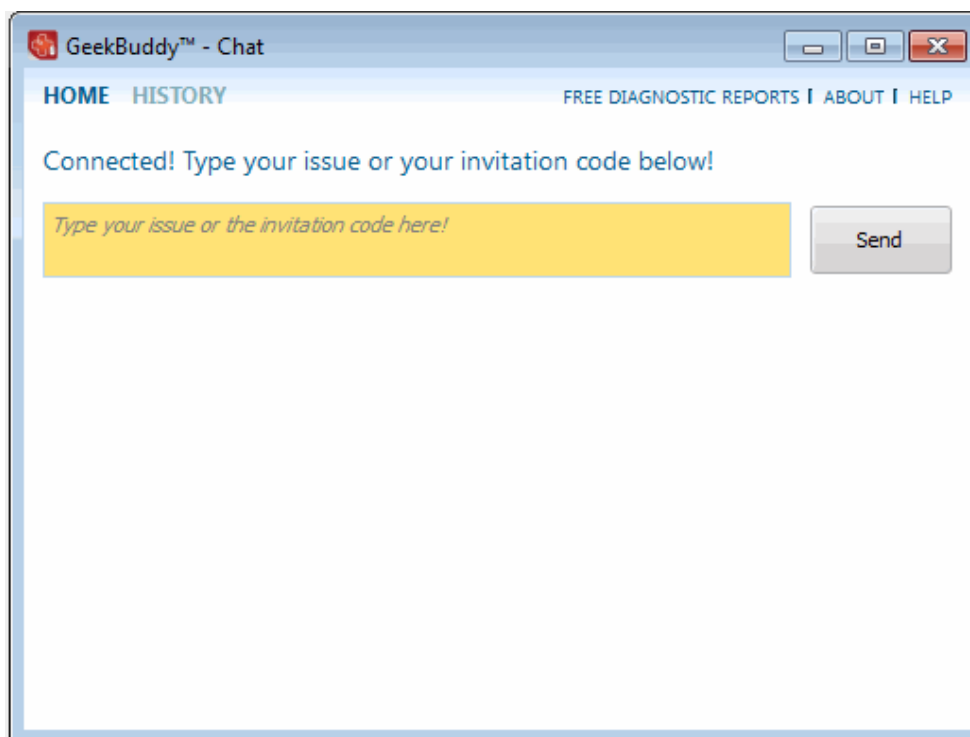 GeekBuddy™ - Chat
HOME HISTORY FREE DIAGNOSTIC REPORTS | ABOUT | HELP
Connected! Type your issue or your invitation code below!
Type your issue or the invitation code here!
Send